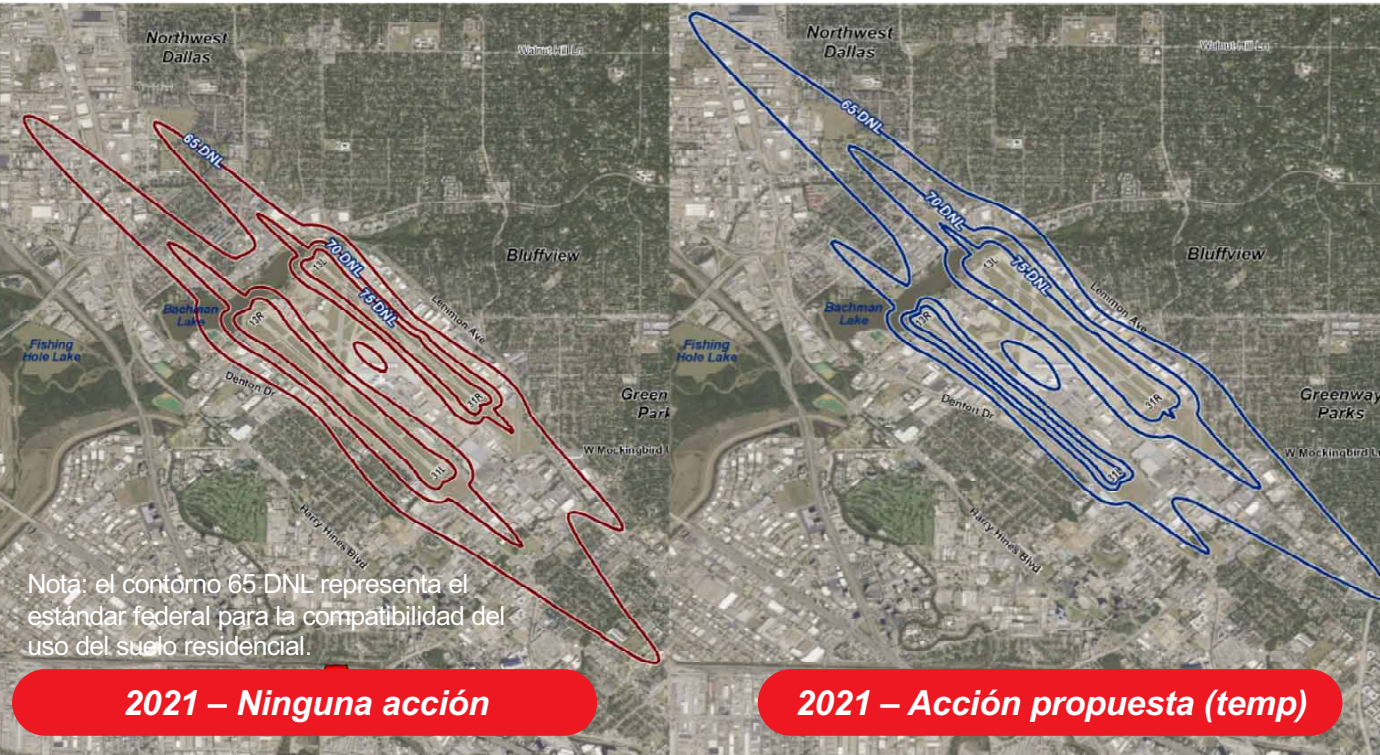 Northwest
Dallas
Walnut Hill Ln
65 DNL
70 DNL
13L
75 DNL
Bluffview
Bachman
Lake
13R
Lemmon Ave
Fishing
Hole Lake
Denton Dr
31R
Green
Park
W Mockingbird L
31L
Harry Hines Blvd
Nota: el contorno 65 DNL representa el
estándar federal para la compatibilidad del
uso del suelo residencial.
2021 – Ninguna acción
Northwest
Dallas
Walnut Hill Ln
65 DNL
70 DNL
13L
75 DNL
Bluffview
Bachman
Lake
13R
Lemmon Ave
Fishing
Hole Lake
Denton Dr
31R
Greenway
Parks
W Mockingbird Ln
31L
Harry Hines Blvd
2021 – Acción propuesta (temp)